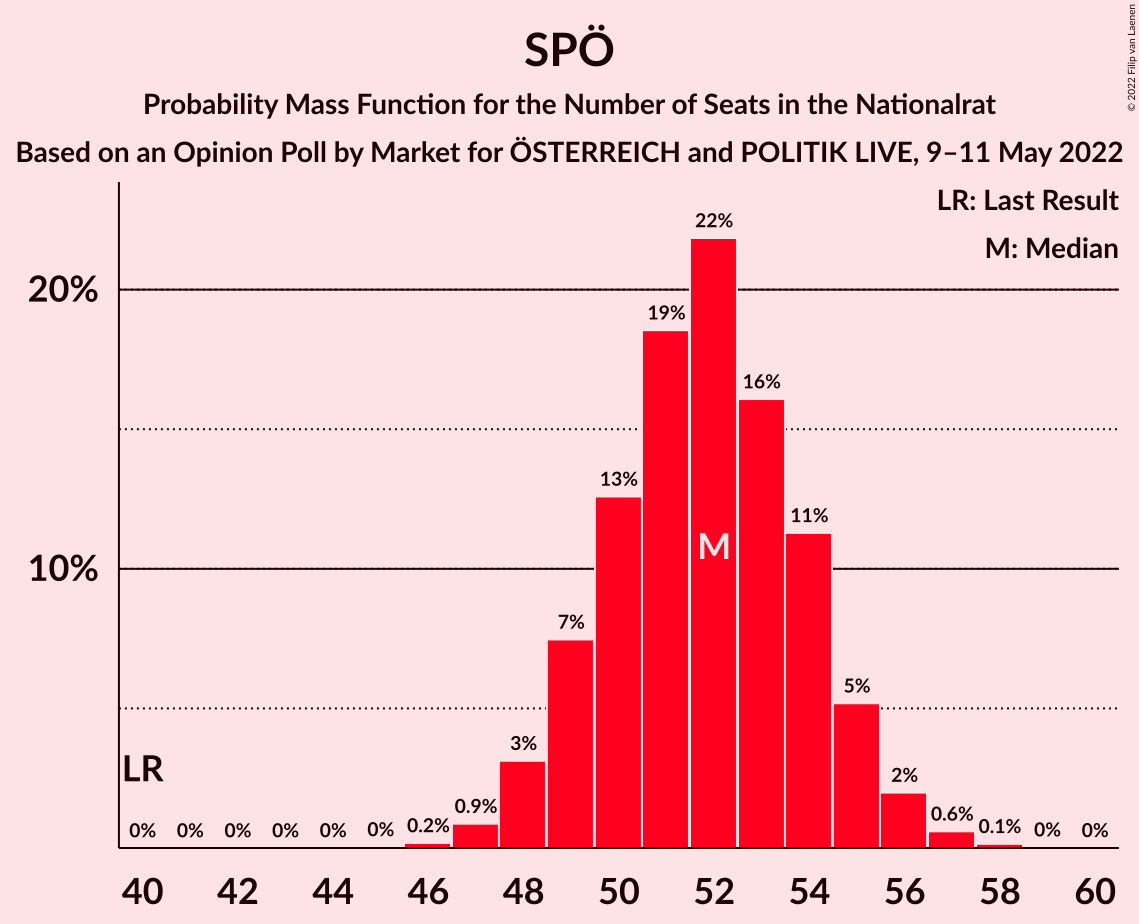 SPÖ
Probability Mass Function for the Number of Seats in the Nationalrat
Based on an Opinion Poll by Market for ÖSTERREICH and POLITIK LIVE, 9–11 May 2022
© 2022 Filip van Laenen
LR: Last Result
M: Median
20%
10%
22%
19%
16%
13%
11%
7%
5%
3%
2%
0.9%
0.6%
0.2%
0.1%
M
LR
0% 0% 0% 0% 0% 0% 0% 0%
40 42 44 46 48 50 52 54 56 58 60